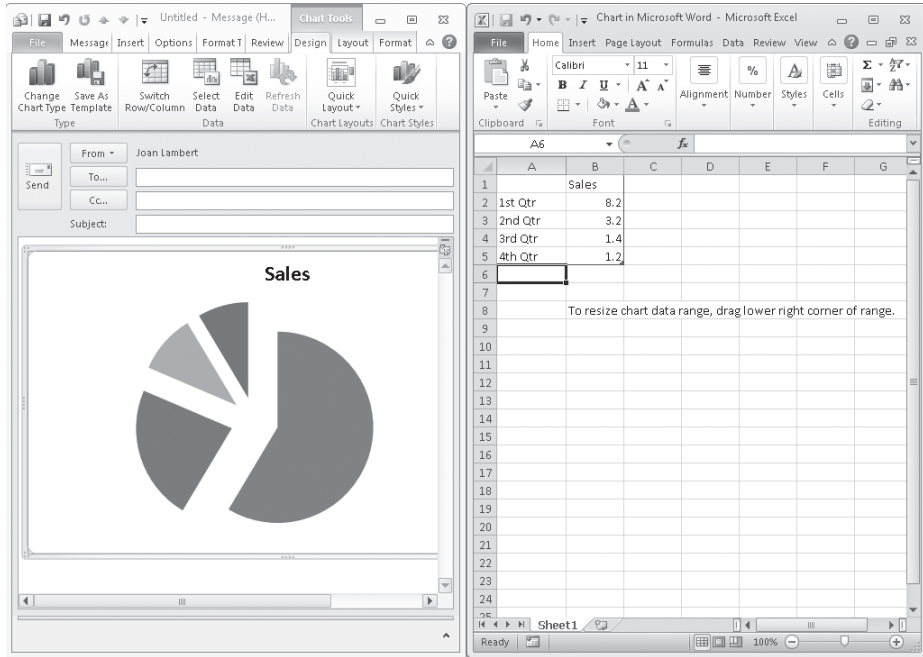 Untitled - Message (H...
Chart Tools
File Message Insert Options Format T Review Design Layout Format
Change Chart Type
Save As Template
Switch Row/Column
Select Data
Edit Data
Refresh Data
Quick Layout
Quick Styles
Type
Data
Chart Layouts
Chart Styles
Send
From
Joan Lambert
To...
Cc...
Subject:
Sales
Chart in Microsoft Word - Microsoft Excel
File Home Insert Page Layout Formulas Data Review View
Paste
Calibri 11
B I U A A
A
Alignment
%
Number
A
Styles
Cells
Σ
Clipboard
Font
Editing
A6
fx
A B C D E F G
1 Sales
2 1st Qtr 8.2
3 2nd Qtr 3.2
4 3rd Qtr 1.4
5 4th Qtr 1.2
6
7
8 To resize chart data range, drag lower right corner of range.
9
10
11
12
13
14
15
16
17
18
19
20
21
22
23
24
25
Sheet1
Ready
100%